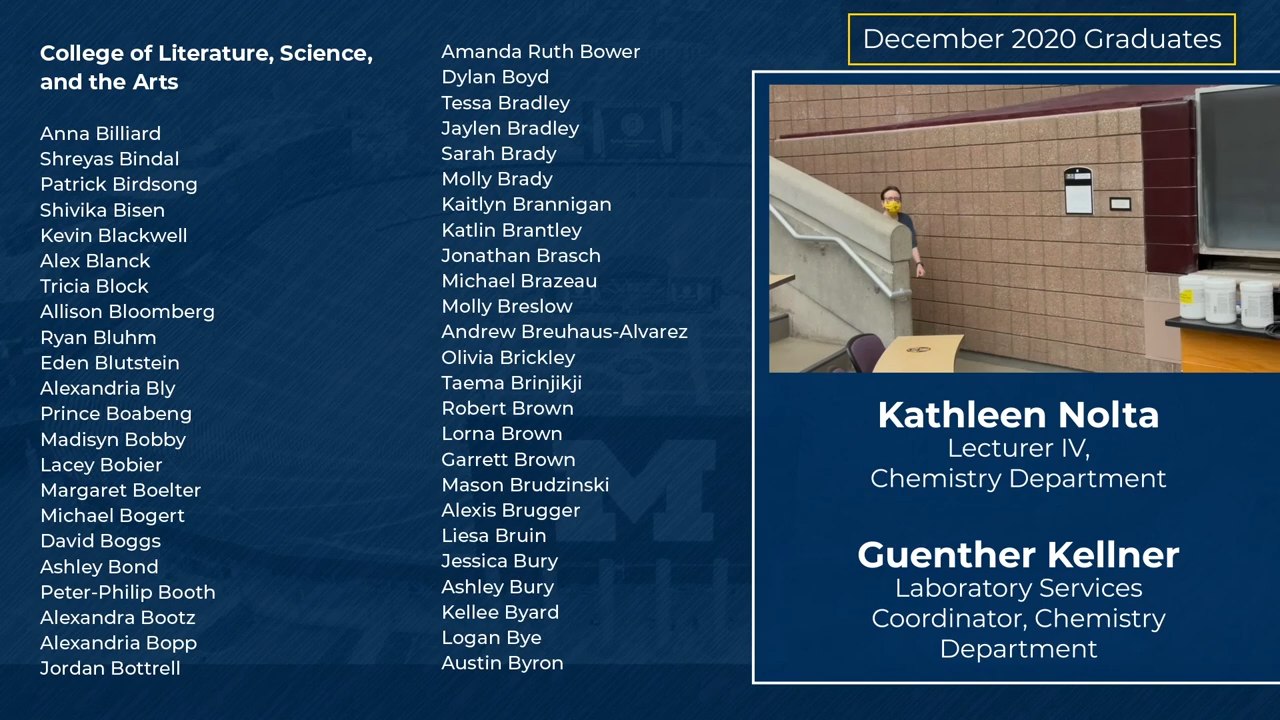 College of Literature, Science,
and the Arts
Anna Billiard
Shreyas Bindal
Patrick Birdsong
Shivika Bisen
Kevin Blackwell
Alex Blanck
Tricia Block
Allison Bloomberg
Ryan Bluhm
Eden Blutstein
Alexandria Bly
Prince Boabeng
Madisyn Bobby
Lacey Bobier
Margaret Boelter
Michael Bogert
David Boggs
Ashley Bond
Peter-Philip Booth
Alexandra Bootz
Alexandria Bopp
Jordan Bottrell
Amanda Ruth Bower
Dylan Boyd
Tessa Bradley
Jaylen Bradley
Sarah Brady
Molly Brady
Kaitlyn Brannigan
Katlin Brantley
Jonathan Brasch
Michael Brazeau
Molly Breslow
Andrew Breuhaus-Alvarez
Olivia Brickley
Taema Brinjikji
Robert Brown
Lorna Brown
Garrett Brown
Mason Brudzinski
Alexis Brugger
Liesa Bruin
Jessica Bury
Ashley Bury
Kellee Byard
Logan Bye
Austin Byron
M
December 2020 Graduates
Kathleen Nolta
Lecturer IV,
Chemistry Department
Guenther Kellner
Laboratory Services
Coordinator, Chemistry
Department